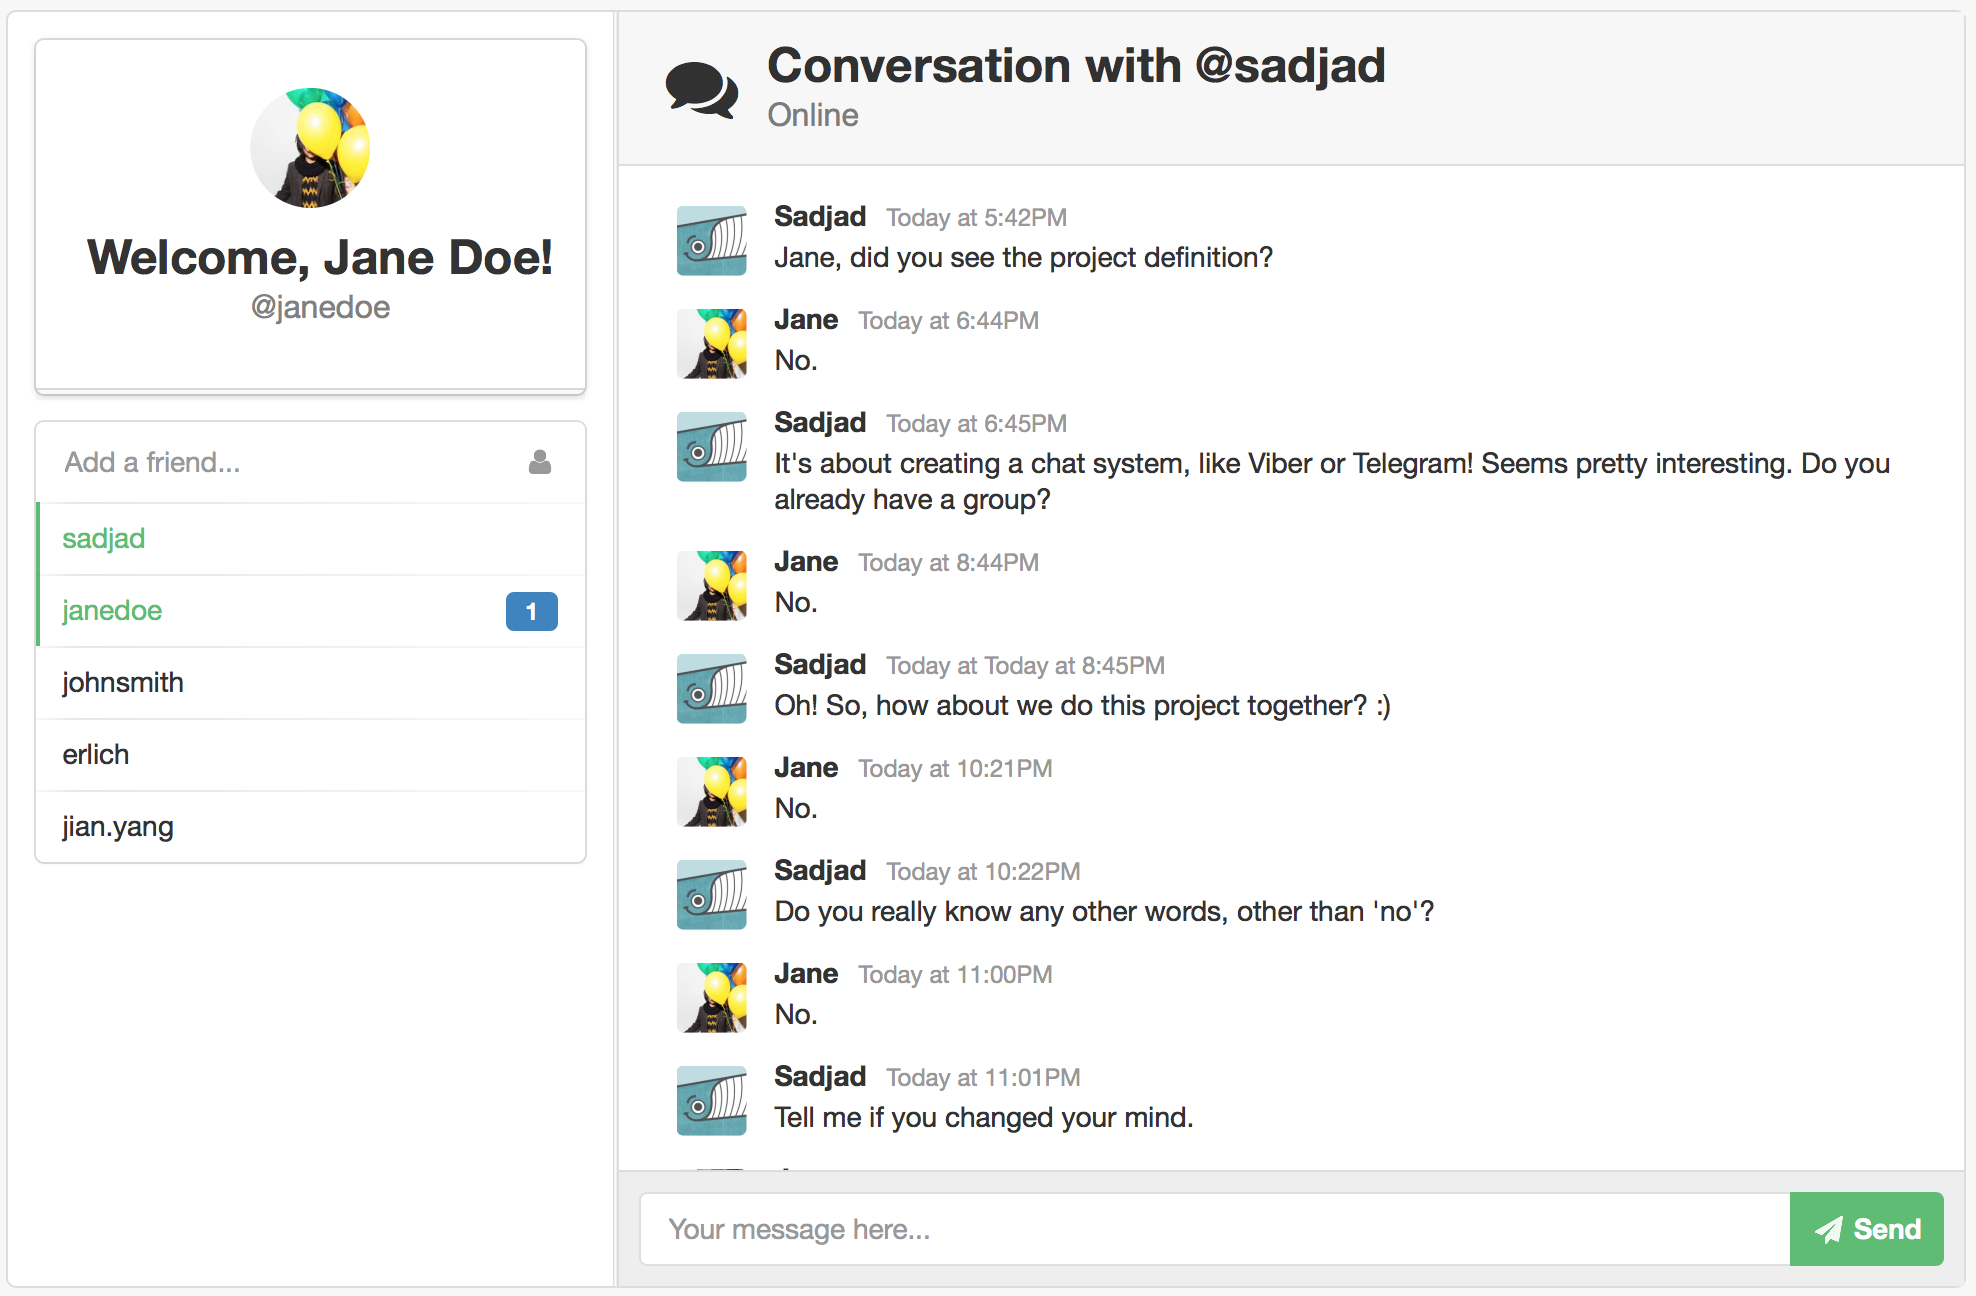 Welcome, Jane Doe!
@janedoe
Add a friend...
sadjad
janedoe 1
johnsmith
erlich
jian.yang
Conversation with @sadjad
Online
Sadjad Today at 5:42PM
Jane, did you see the project definition?
Jane Today at 6:44PM
No.
Sadjad Today at 6:45PM
It's about creating a chat system, like Viber or Telegram! Seems pretty interesting. Do you
already have a group?
Jane Today at 8:44PM
No.
Sadjad Today at Today at 8:45PM
Oh! So, how about we do this project together? :)
Jane Today at 10:21PM
No.
Sadjad Today at 10:22PM
Do you really know any other words, other than 'no'?
Jane Today at 11:00PM
No.
Sadjad Today at 11:01PM
Tell me if you changed your mind.
Your message here...
Send